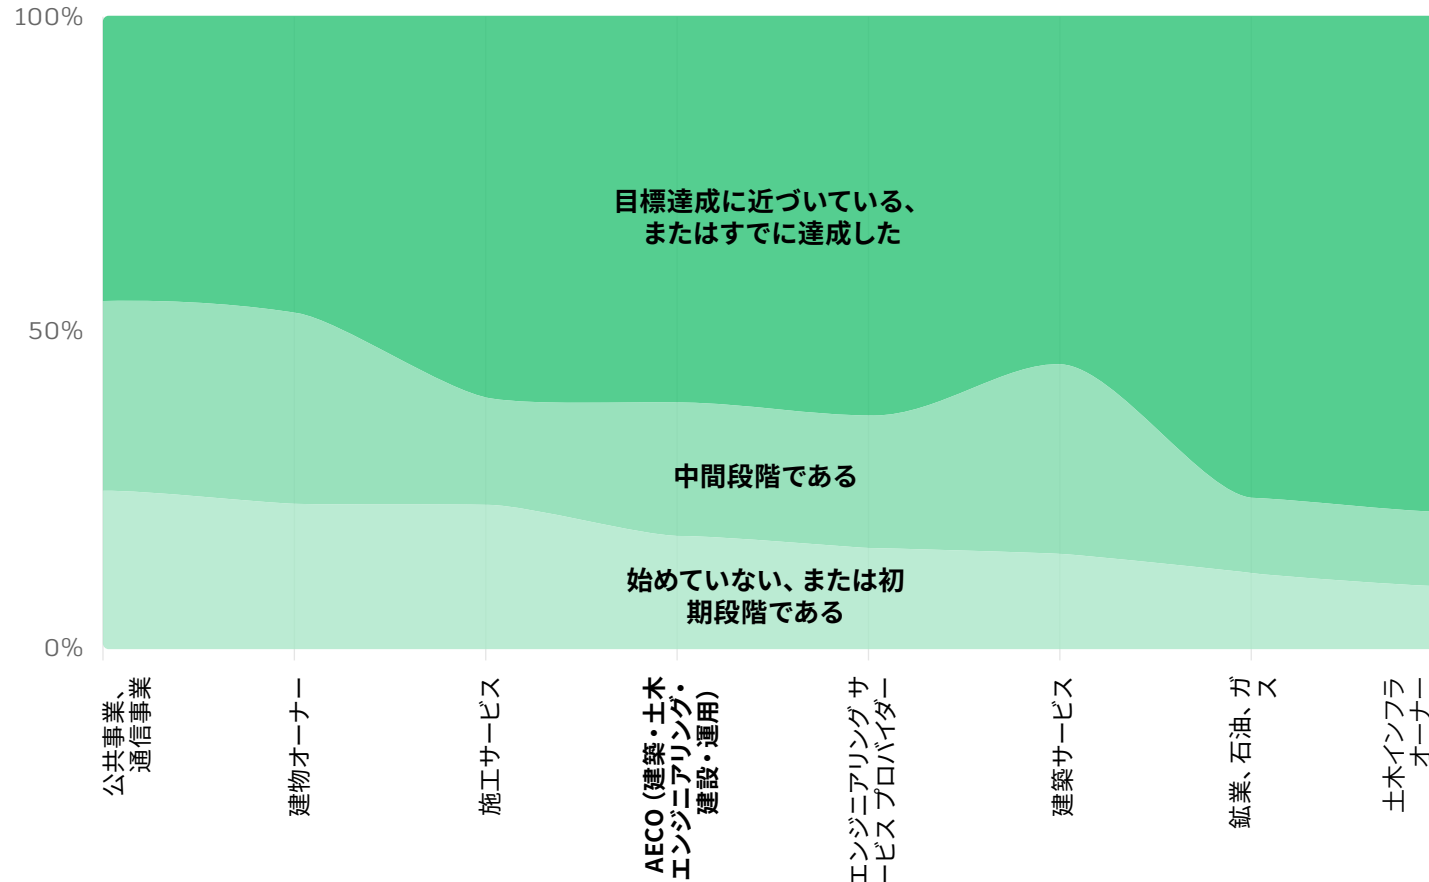 100%
50%
0%
目標達成に近づいている、
またはすでに達成した
中間段階である
始めていない、または初
期段階である
公共事業、
通信事業
建物オーナー
施工サービス
AECO（建築・土木
エンジニアリング・
建設・運用）
エンジニアリング サ
ービス プロバイダー
建築サービス
鉱業、石油、ガ
ス
土木インフラ
オーナー